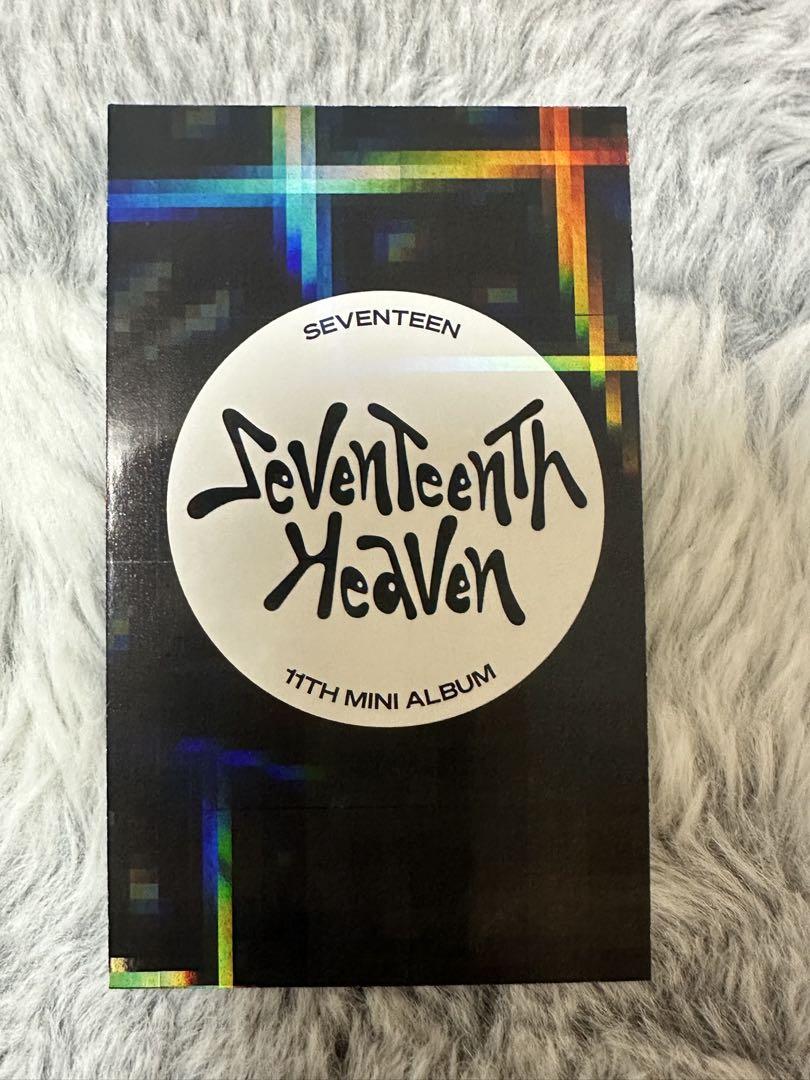 SEVENTEEN
SevenTeenTh
Heaven
11TH MINI ALBUM